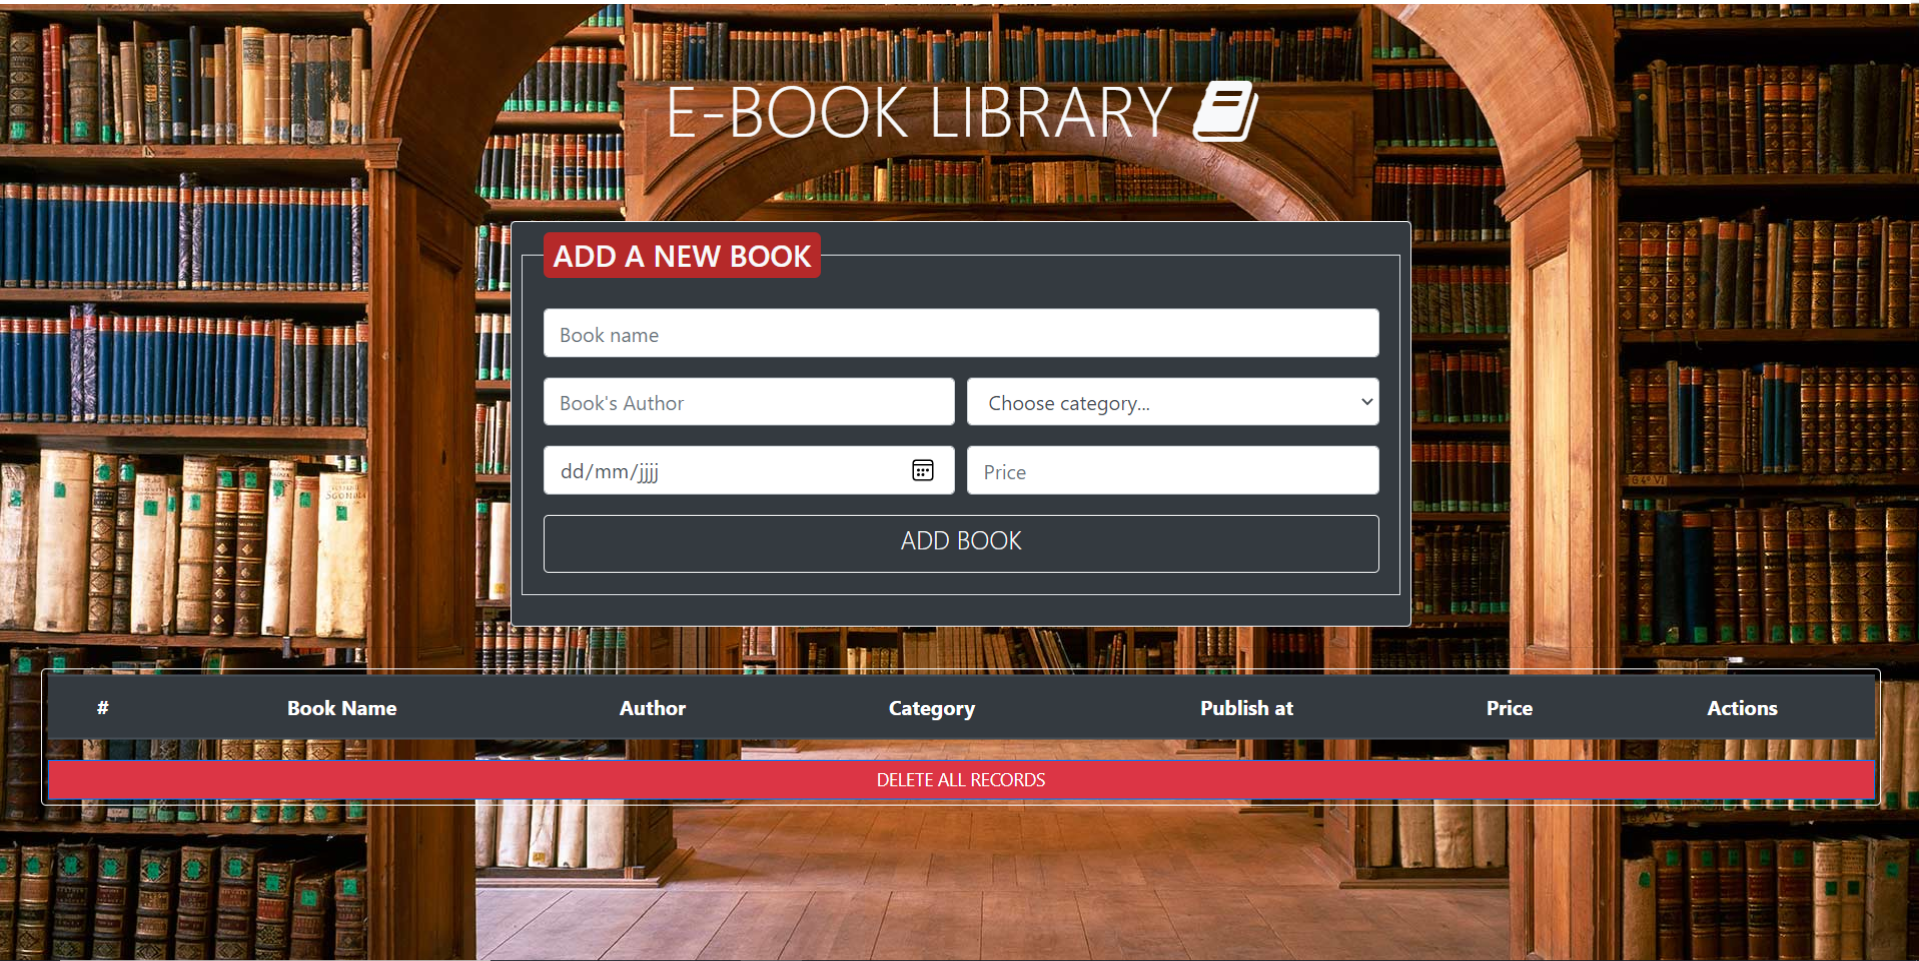 E-BOOK LIBRARY
ADD A NEW BOOK
Book name
Book's Author
Choose category...
dd/mm/jjjj
Price
ADD BOOK
# Book Name Author Category Publish at Price Actions
DELETE ALL RECORDS